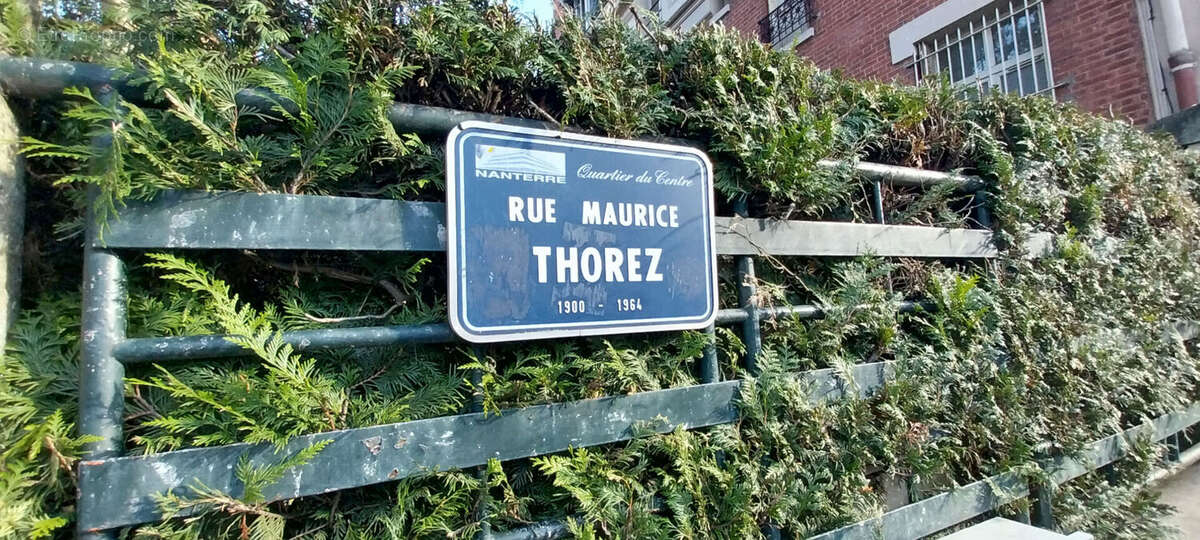 NANTERRE
Quartier du Centre
RUE MAURICE
THOREZ
1900 - 1964